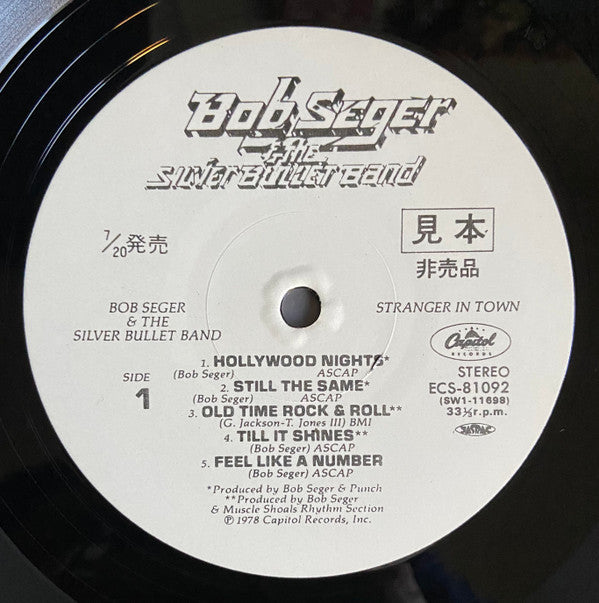 Bob Seger
& the
Silver Bullet Band
7/20発売
見本
非売品
BOB SEGER
& THE
SILVER BULLET BAND
STRANGER IN TOWN
SIDE
1
Capitol
RECORDS
STEREO
ECS-81092
(SW1-11698)
33⅓r.p.m.
JASRAC
1. HOLLYWOOD NIGHTS*
(Bob Seger) ASCAP
2. STILL THE SAME*
(Bob Seger) ASCAP
3. OLD TIME ROCK & ROLL**
(G. Jackson-T. Jones III) BMI
4. TILL IT SHINES**
(Bob Seger) ASCAP
5. FEEL LIKE A NUMBER
(Bob Seger) ASCAP
*Produced by Bob Seger & Punch
**Produced by Bob Seger
& Muscle Shoals Rhythm Section
℗ 1978 Capitol Records, Inc.